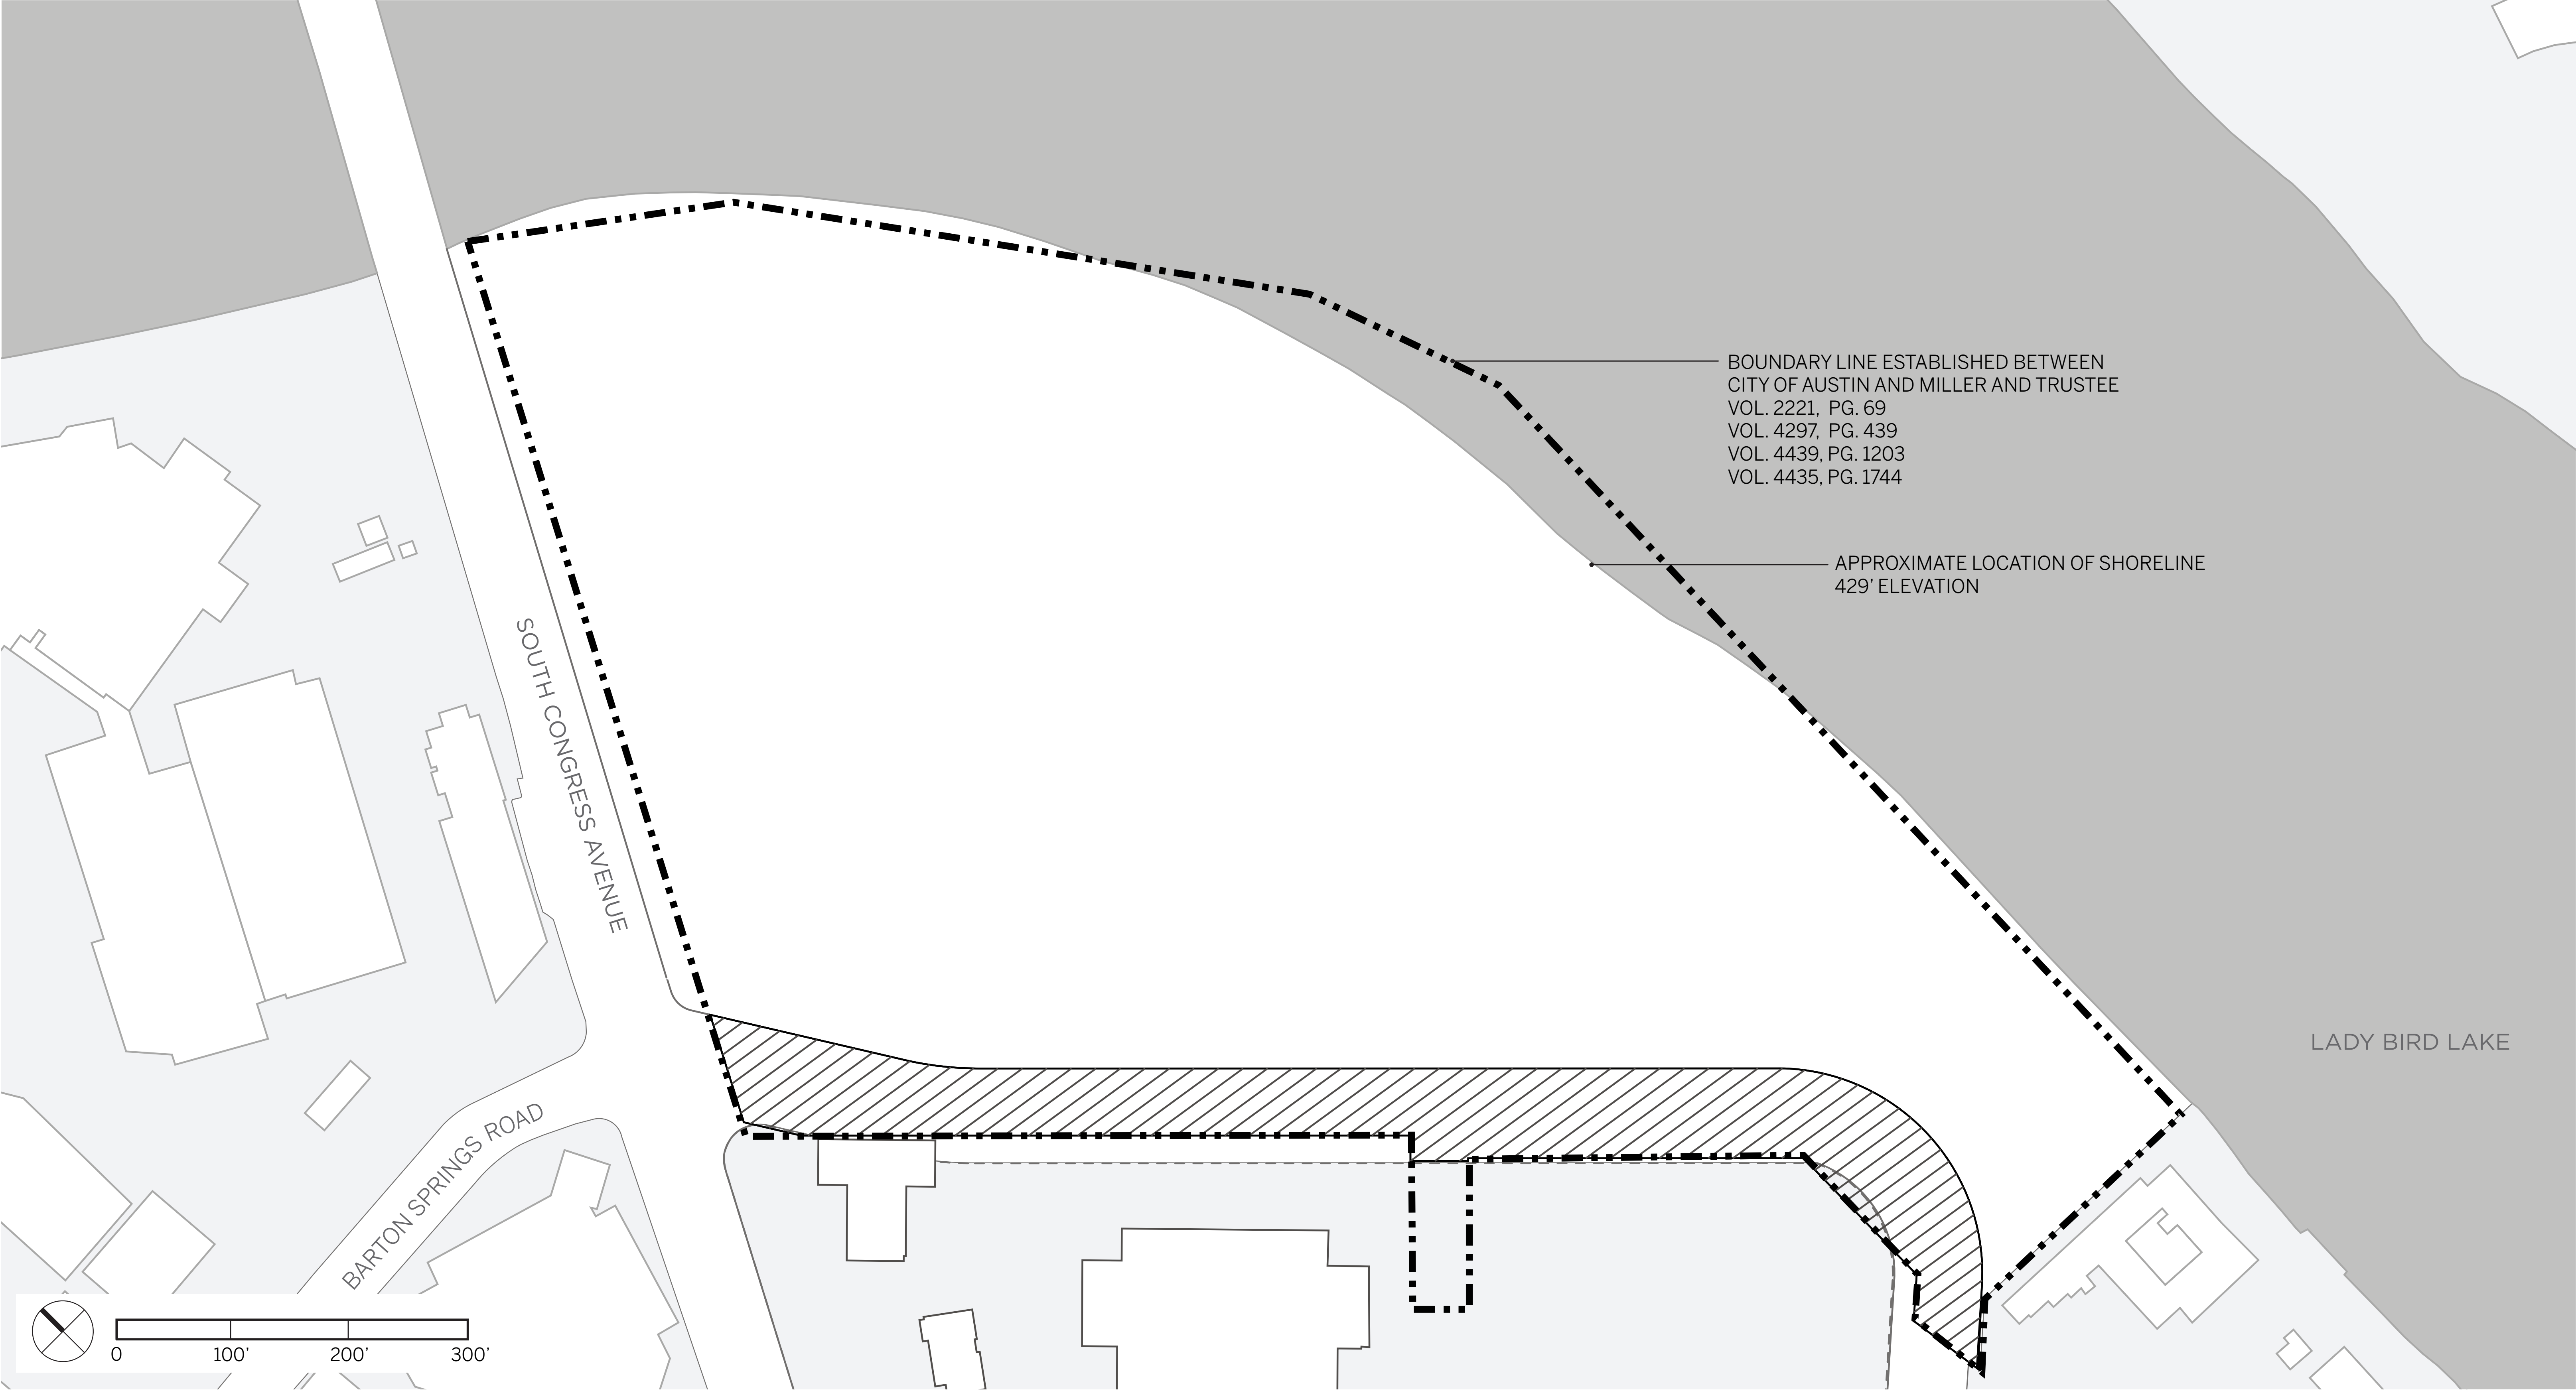 BOUNDARY LINE ESTABLISHED BETWEEN
CITY OF AUSTIN AND MILLER AND TRUSTEE
VOL. 2221, PG. 69
VOL. 4297, PG. 439
VOL. 4439, PG. 1203
VOL. 4435, PG. 1744
APPROXIMATE LOCATION OF SHORELINE
429' ELEVATION
SOUTH CONGRESS AVENUE
LADY BIRD LAKE
BARTON SPRINGS ROAD
0 100' 200' 300'